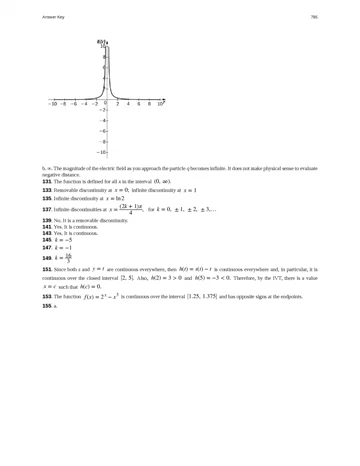 Answer Key
785
E(r)
10
8
6
4
2
−10 −8 −6 −4 −2 0 2 4 6 8 10 r
−2
−4
−6
−8
−10
b. ∞. The magnitude of the electric field as you approach the particle q becomes infinite. It does not make physical sense to evaluate
negative distance.
131. The function is defined for all x in the interval (0, ∞).
133. Removable discontinuity at x = 0; infinite discontinuity at x = 1
135. Infinite discontinuity at x = ln 2
137. Infinite discontinuities at x = (2k + 1)π / 4, for k = 0, ± 1, ± 2, ± 3,…
139. No. It is a removable discontinuity.
141. Yes. It is continuous.
143. Yes. It is continuous.
145. k = −5
147. k = −1
149. k = 16/3
151. Since both s and y = t are continuous everywhere, then h(t) = s(t) − t is continuous everywhere and, in particular, it is
continuous over the closed interval [2, 5]. Also, h(2) = 3 > 0 and h(5) = −3 < 0. Therefore, by the IVT, there is a value
x = c such that h(c) = 0.
153. The function f(x) = 2ˣ − x³ is continuous over the interval [1.25, 1.375] and has opposite signs at the endpoints.
155. a.